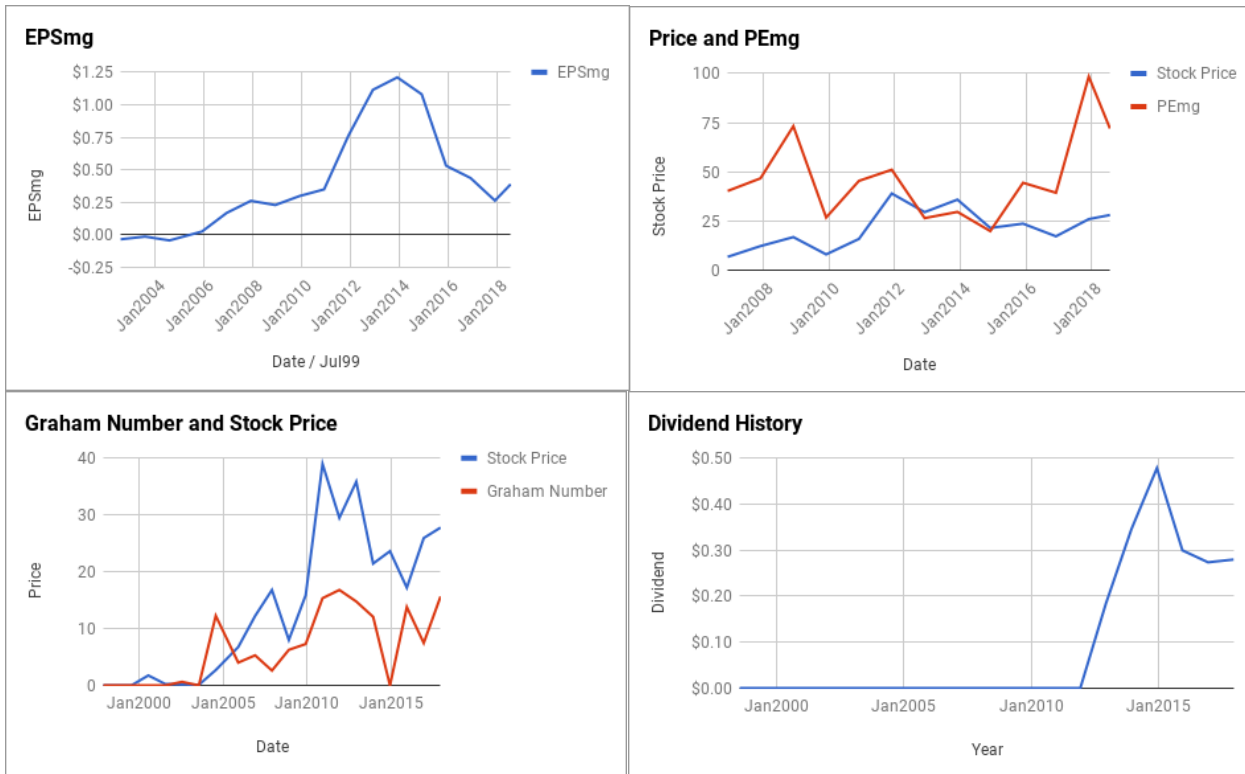 EPSmg
EPSmg
$1.25
$1.00
$0.75
$0.50
$0.25
$0.00
-$0.25
EPSmg
Jan2004
Jan2006
Jan2008
Jan2010
Jan2012
Jan2014
Jan2016
Jan2018
Date / Jul99
Price and PEmg
Stock Price
PEmg
100
75
50
25
0
Stock Price
Jan2008
Jan2010
Jan2012
Jan2014
Jan2016
Jan2018
Date
Graham Number and Stock Price
Stock Price
Graham Number
40
30
20
10
0
Price
Jan2000
Jan2005
Jan2010
Jan2015
Date
Dividend History
$0.50
$0.40
$0.30
$0.20
$0.10
$0.00
Dividend
Jan2000
Jan2005
Jan2010
Jan2015
Year